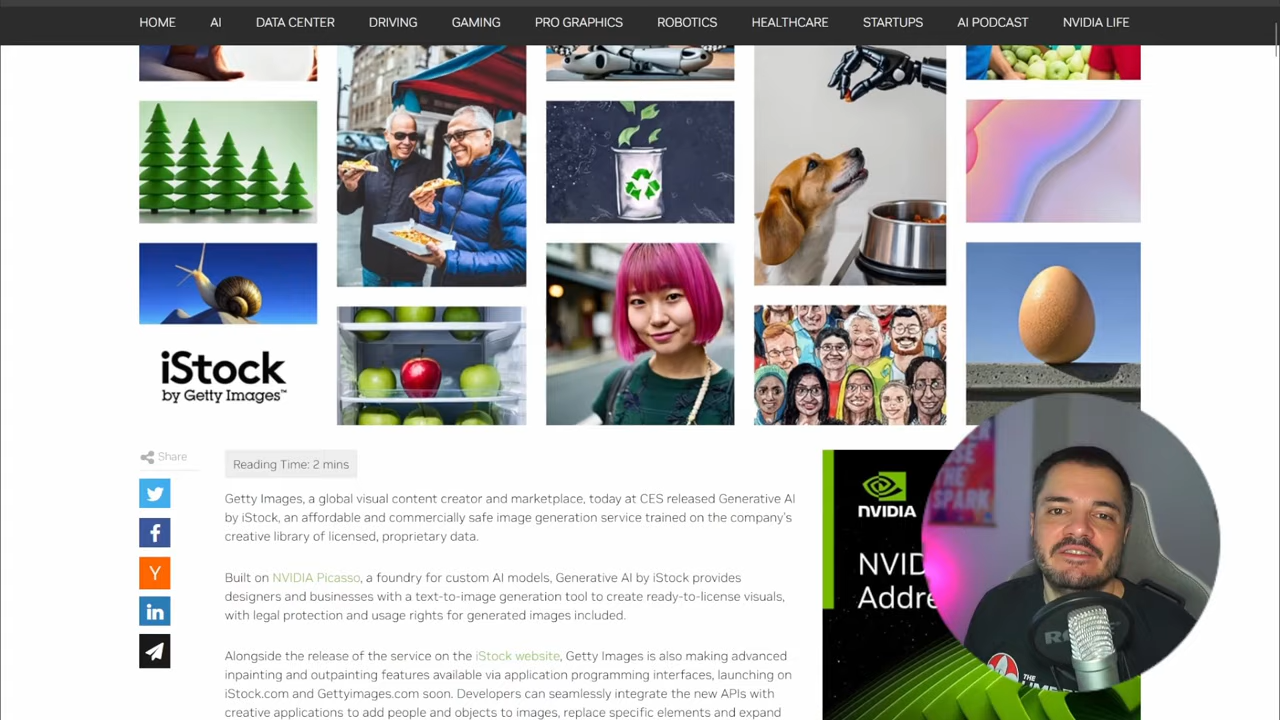 HOME AI DATA CENTER DRIVING GAMING PRO GRAPHICS ROBOTICS HEALTHCARE STARTUPS AI PODCAST NVIDIA LIFE
iStock
by Getty Images™
Share
Reading Time: 2 mins
Getty Images, a global visual content creator and marketplace, today at CES released Generative AI
by iStock, an affordable and commercially safe image generation service trained on the company's
creative library of licensed, proprietary data.
Built on NVIDIA Picasso, a foundry for custom AI models, Generative AI by iStock provides
designers and businesses with a text-to-image generation tool to create ready-to-license visuals,
with legal protection and usage rights for generated images included.
Alongside the release of the service on the iStock website, Getty Images is also making advanced
inpainting and outpainting features available via application programming interfaces, launching on
iStock.com and Gettyimages.com soon. Developers can seamlessly integrate the new APIs with
creative applications to add people and objects to images, replace specific elements and expand
NVIDIA
SPARK
THE